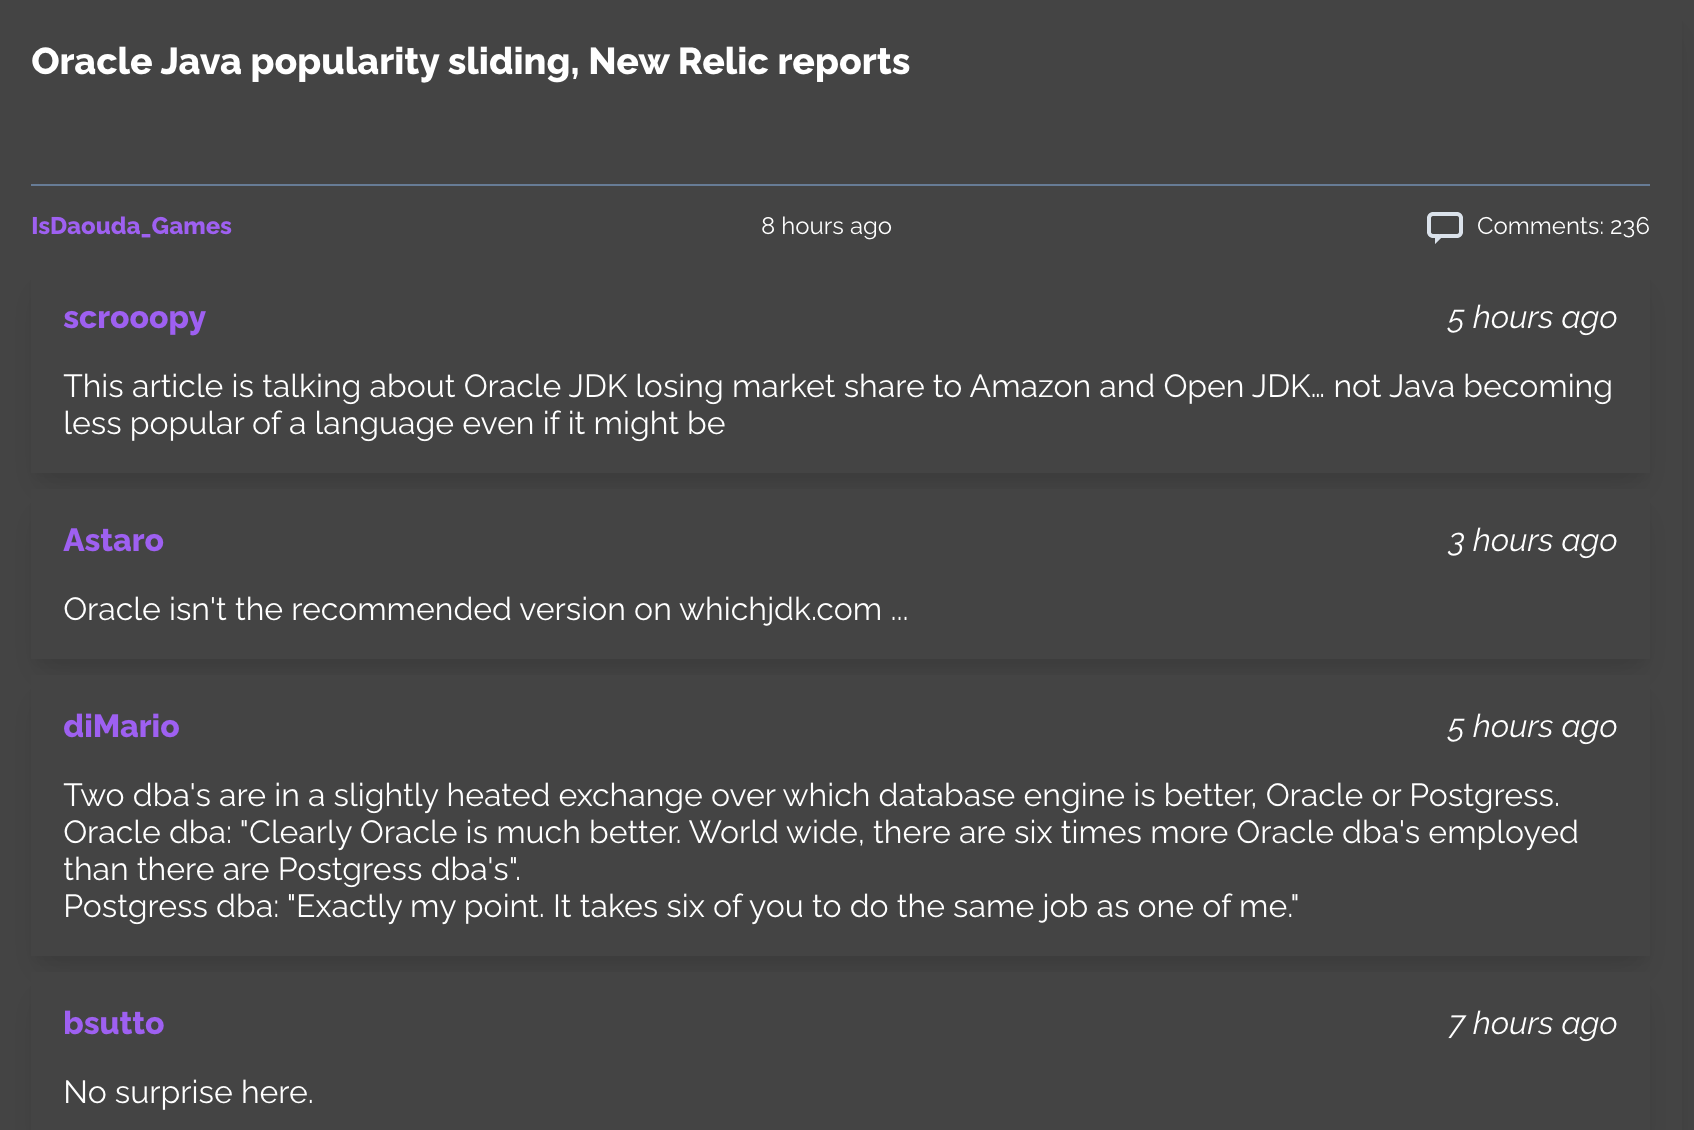 Oracle Java popularity sliding, New Relic reports
IsDaouda_Games
8 hours ago
Comments: 236
scrooopy
5 hours ago
This article is talking about Oracle JDK losing market share to Amazon and Open JDK… not Java becoming
less popular of a language even if it might be
Astaro
3 hours ago
Oracle isn't the recommended version on whichjdk.com ...
diMario
5 hours ago
Two dba's are in a slightly heated exchange over which database engine is better, Oracle or Postgress.
Oracle dba: "Clearly Oracle is much better. World wide, there are six times more Oracle dba's employed
than there are Postgress dba's".
Postgress dba: "Exactly my point. It takes six of you to do the same job as one of me."
bsutto
7 hours ago
No surprise here.